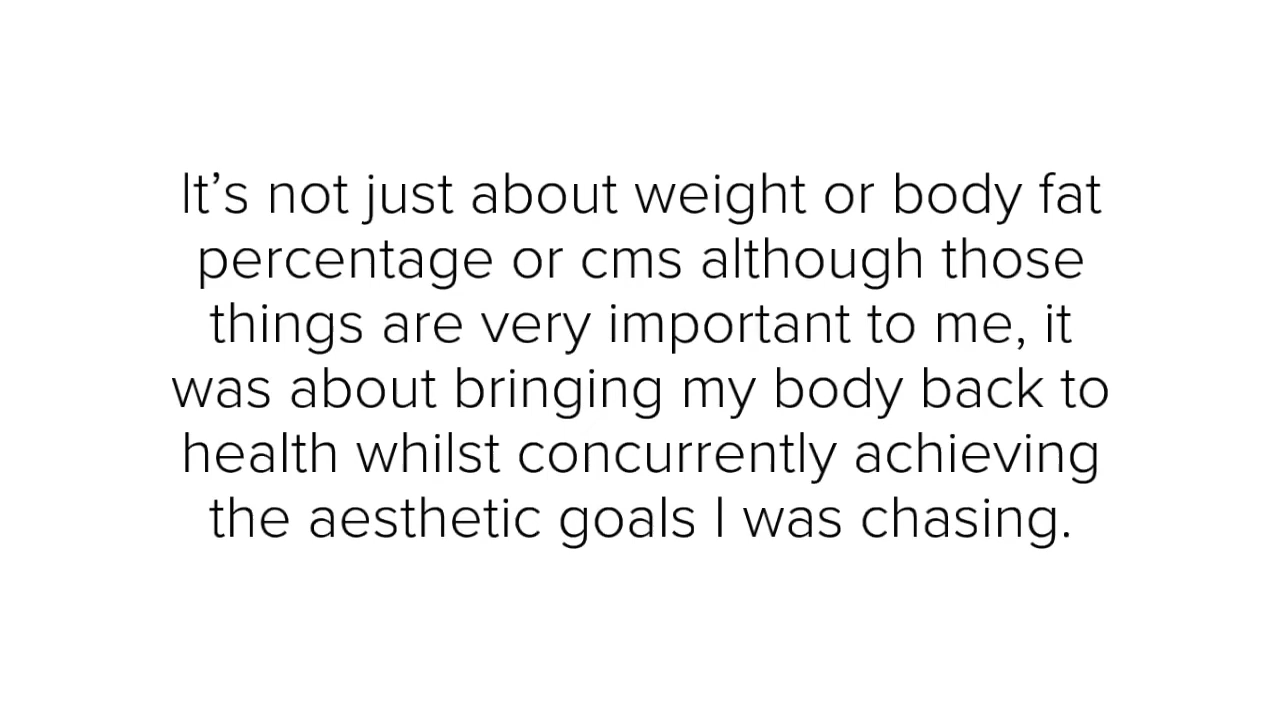 It’s not just about weight or body fat
percentage or cms although those
things are very important to me, it
was about bringing my body back to
health whilst concurrently achieving
the aesthetic goals I was chasing.